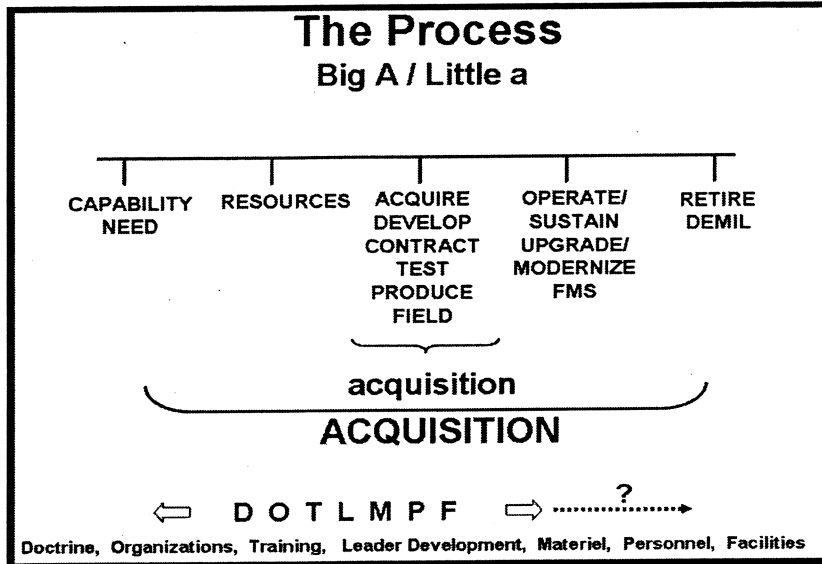 The Process
Big A / Little a
CAPABILITY
NEED
RESOURCES
ACQUIRE
DEVELOP
CONTRACT
TEST
PRODUCE
FIELD
OPERATE/
SUSTAIN
UPGRADE/
MODERNIZE
FMS
RETIRE
DEMIL
acquisition
ACQUISITION
D O T L M P F
?
Doctrine, Organizations, Training, Leader Development, Materiel, Personnel, Facilities